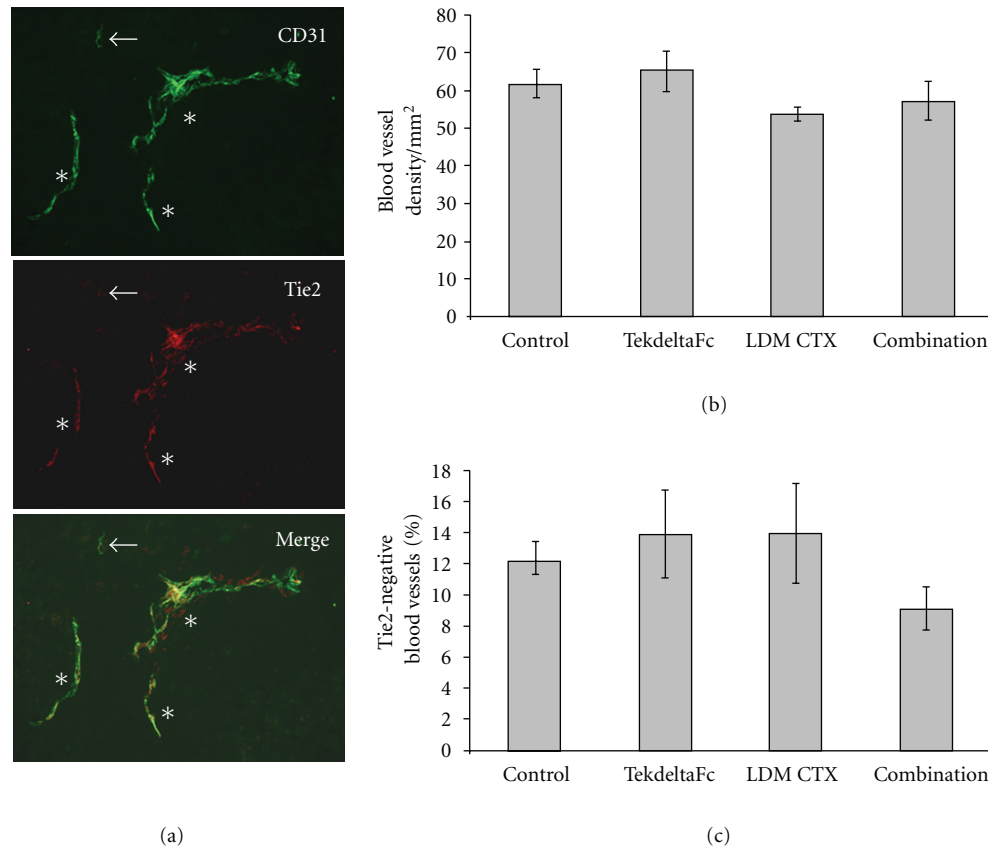 CD31
←
*
*
*
Tie2
←
*
*
*
Merge
←
*
*
*
(a)
80
70
60
50
40
30
20
10
0
Blood vessel
density/mm²
Control TekdeltaFc LDM CTX Combination
(b)
18
16
14
12
10
8
6
4
2
0
Tie2-negative
blood vessels (%)
Control TekdeltaFc LDM CTX Combination
(c)